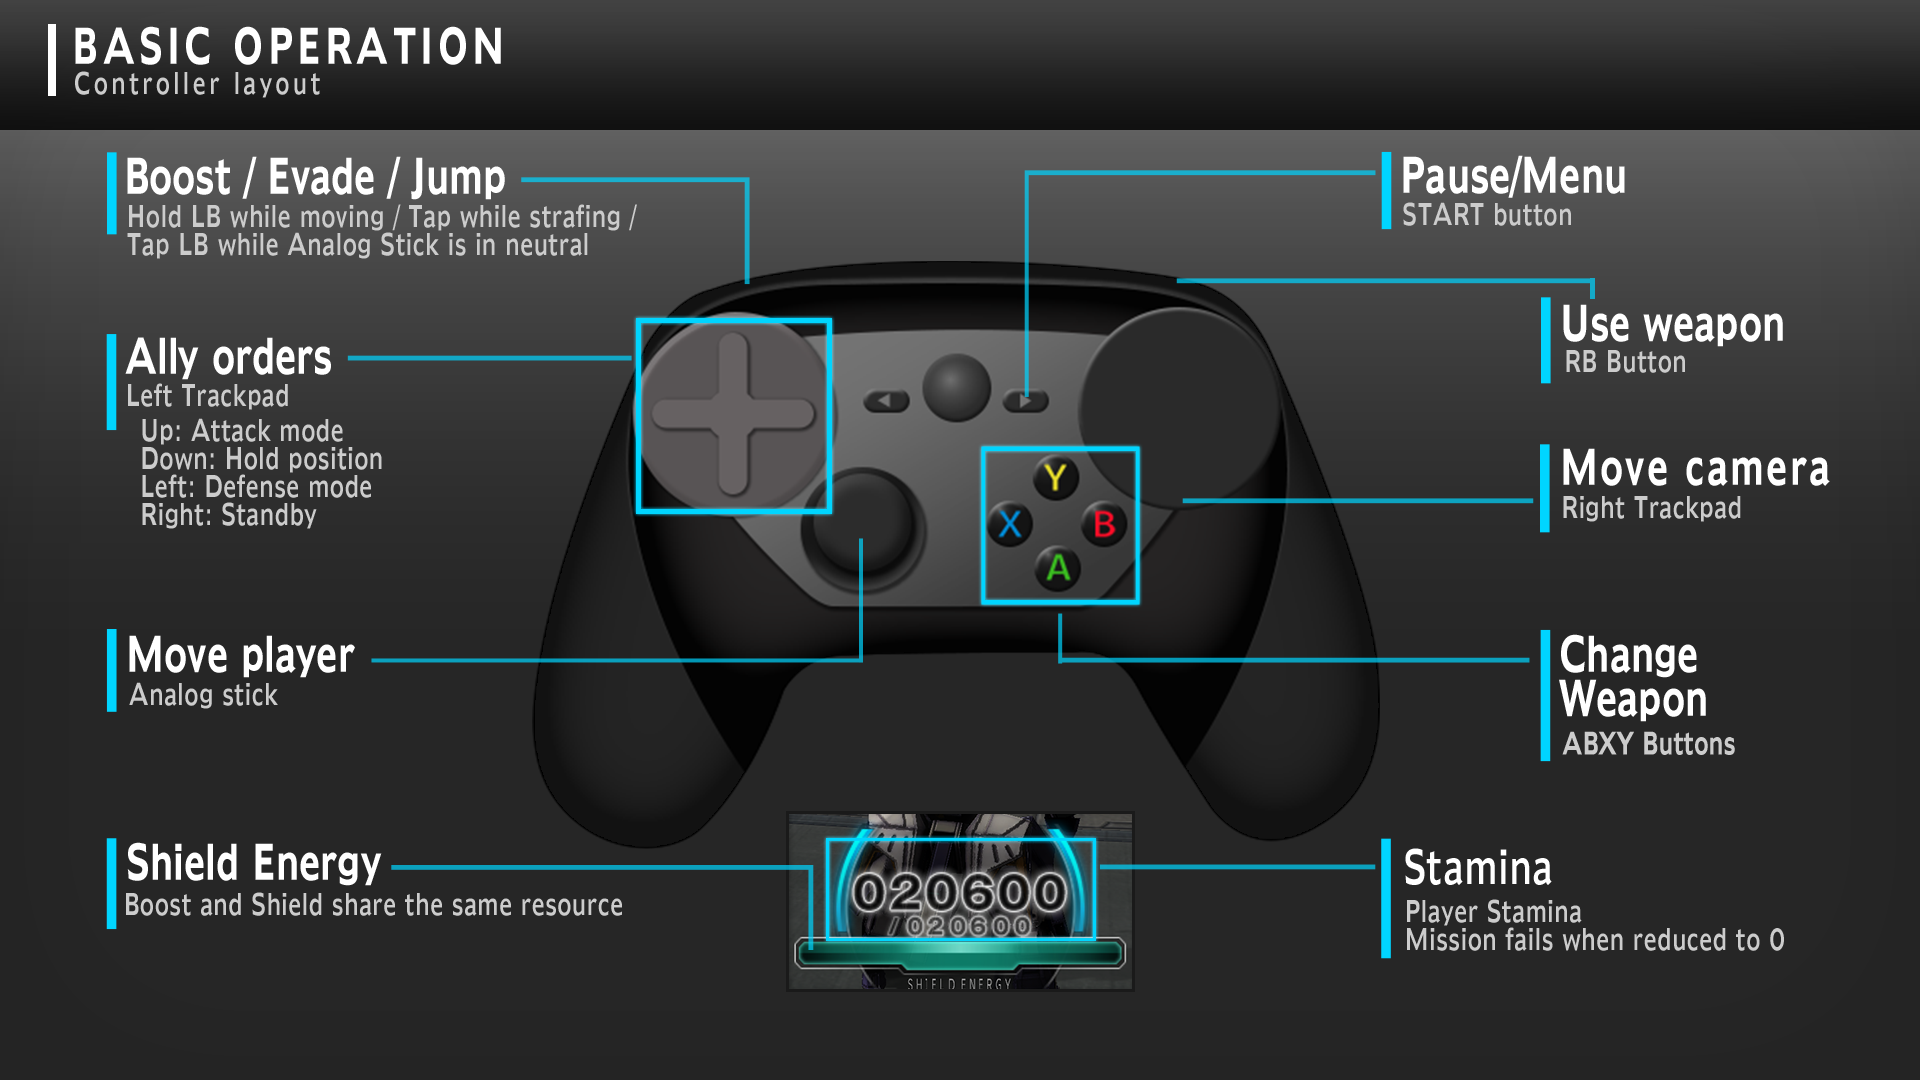 BASIC OPERATION
Controller layout
Boost / Evade / Jump
Hold LB while moving / Tap while strafing /
Tap LB while Analog Stick is in neutral
Pause/Menu
START button
Use weapon
RB Button
Ally orders
Left Trackpad
Up: Attack mode
Down: Hold position
Left: Defense mode
Right: Standby
Move camera
Right Trackpad
Y
X
B
A
Move player
Analog stick
Change
Weapon
ABXY Buttons
Shield Energy
Boost and Shield share the same resource
020600
/020600
SHIELD ENERGY
Stamina
Player Stamina
Mission fails when reduced to 0